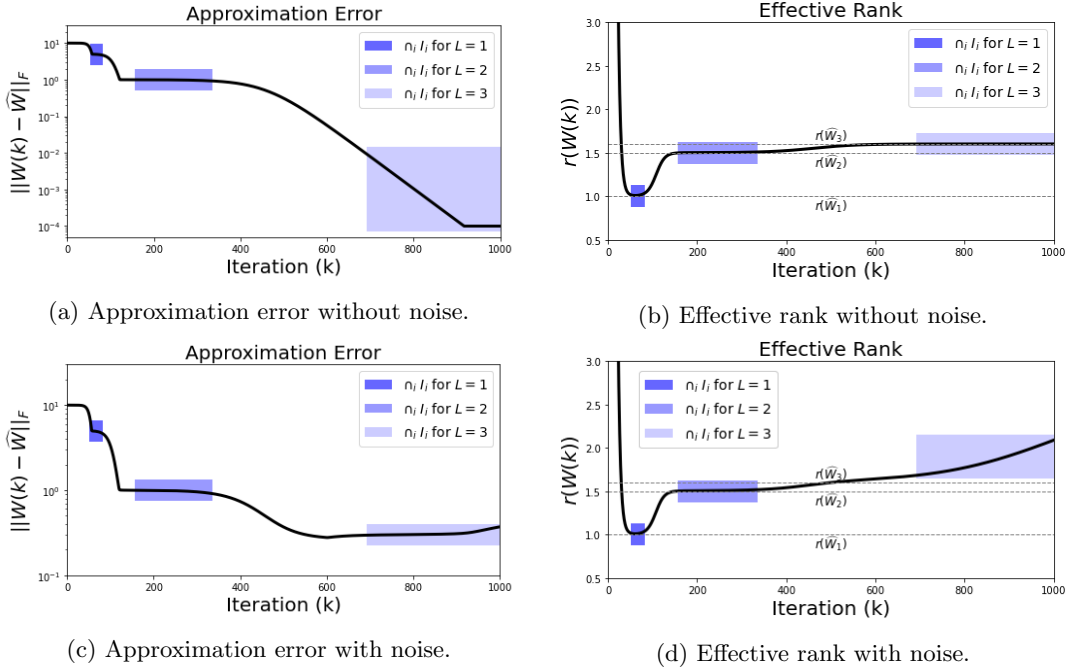 Approximation Error
||W(k) − Ŵ||_F
10¹
10⁰
10⁻¹
10⁻²
10⁻³
10⁻⁴
∩ᵢ Iᵢ for L = 1
∩ᵢ Iᵢ for L = 2
∩ᵢ Iᵢ for L = 3
0 200 400 600 800 1000
Iteration (k)
(a) Approximation error without noise.
Effective Rank
r(W(k))
3.0
2.5
2.0
1.5
1.0
0.5
∩ᵢ Iᵢ for L = 1
∩ᵢ Iᵢ for L = 2
∩ᵢ Iᵢ for L = 3
r(Ŵ₃)
r(Ŵ₂)
r(Ŵ₁)
0 200 400 600 800 1000
Iteration (k)
(b) Effective rank without noise.
Approximation Error
||W(k) − Ŵ||_F
10¹
10⁰
10⁻¹
∩ᵢ Iᵢ for L = 1
∩ᵢ Iᵢ for L = 2
∩ᵢ Iᵢ for L = 3
0 200 400 600 800 1000
Iteration (k)
(c) Approximation error with noise.
Effective Rank
r(W(k))
3.0
2.5
2.0
1.5
1.0
0.5
∩ᵢ Iᵢ for L = 1
∩ᵢ Iᵢ for L = 2
∩ᵢ Iᵢ for L = 3
r(Ŵ₃)
r(Ŵ₂)
r(Ŵ₁)
0 200 400 600 800 1000
Iteration (k)
(d) Effective rank with noise.